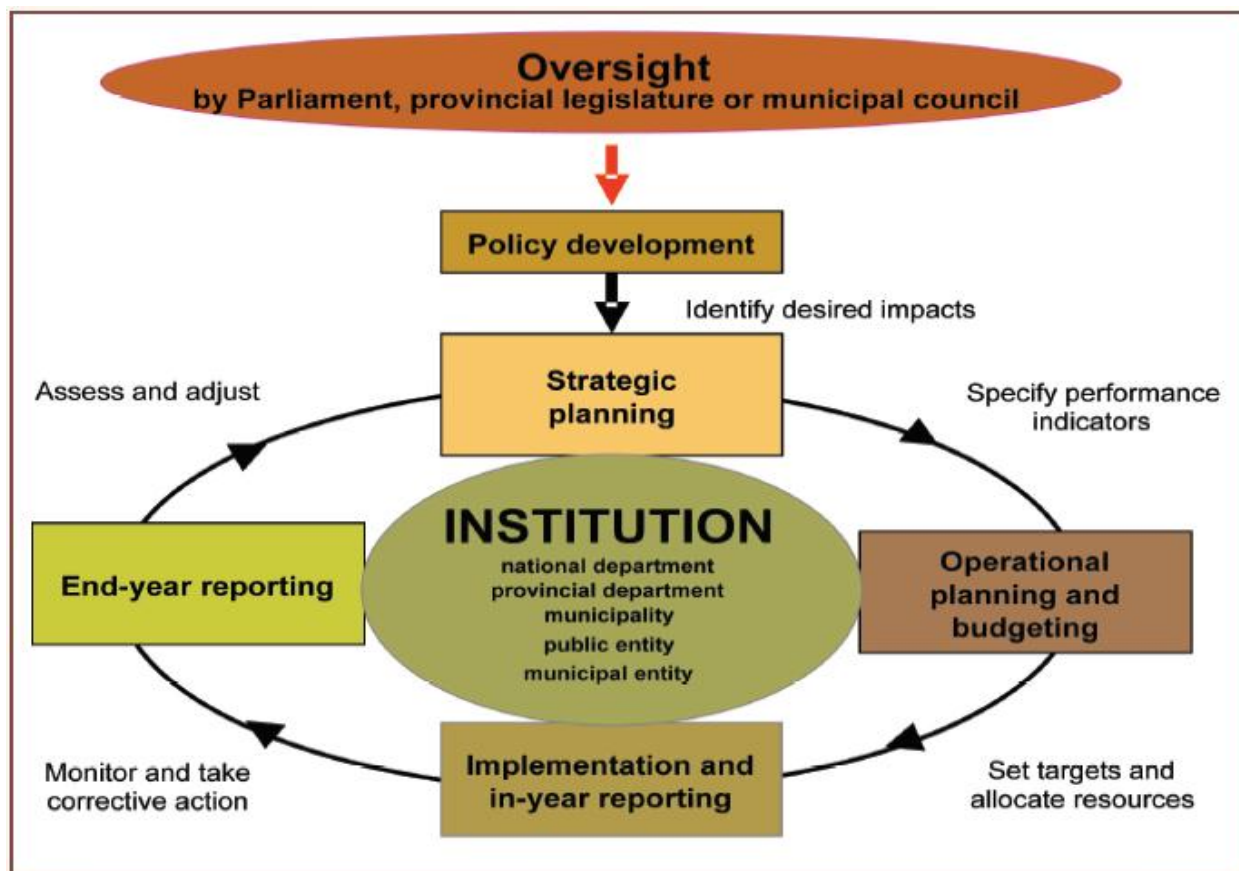 Oversight
by Parliament, provincial legislature or municipal council
Policy development
Identify desired impacts
Strategic
planning
Assess and adjust
Specify performance
indicators
INSTITUTION
national department
provincial department
municipality
public entity
municipal entity
End-year reporting
Operational
planning and
budgeting
Implementation and
in-year reporting
Monitor and take
corrective action
Set targets and
allocate resources